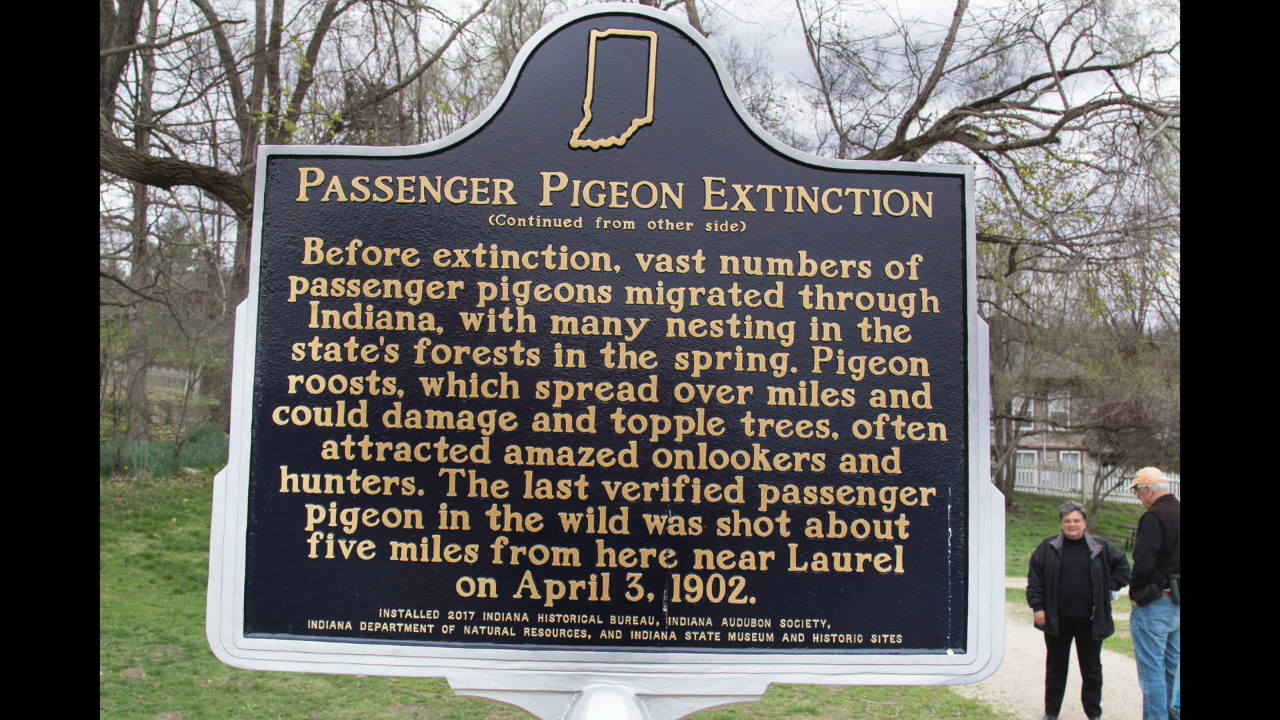 PASSENGER PIGEON EXTINCTION
(Continued from other side)
Before extinction, vast numbers of
passenger pigeons migrated through
Indiana, with many nesting in the
state's forests in the spring. Pigeon
roosts, which spread over miles and
could damage and topple trees, often
attracted amazed onlookers and
hunters. The last verified passenger
pigeon in the wild was shot about
five miles from here near Laurel
on April 3, 1902.
INSTALLED 2017 INDIANA HISTORICAL BUREAU, INDIANA AUDUBON SOCIETY,
INDIANA DEPARTMENT OF NATURAL RESOURCES, AND INDIANA STATE MUSEUM AND HISTORIC SITES